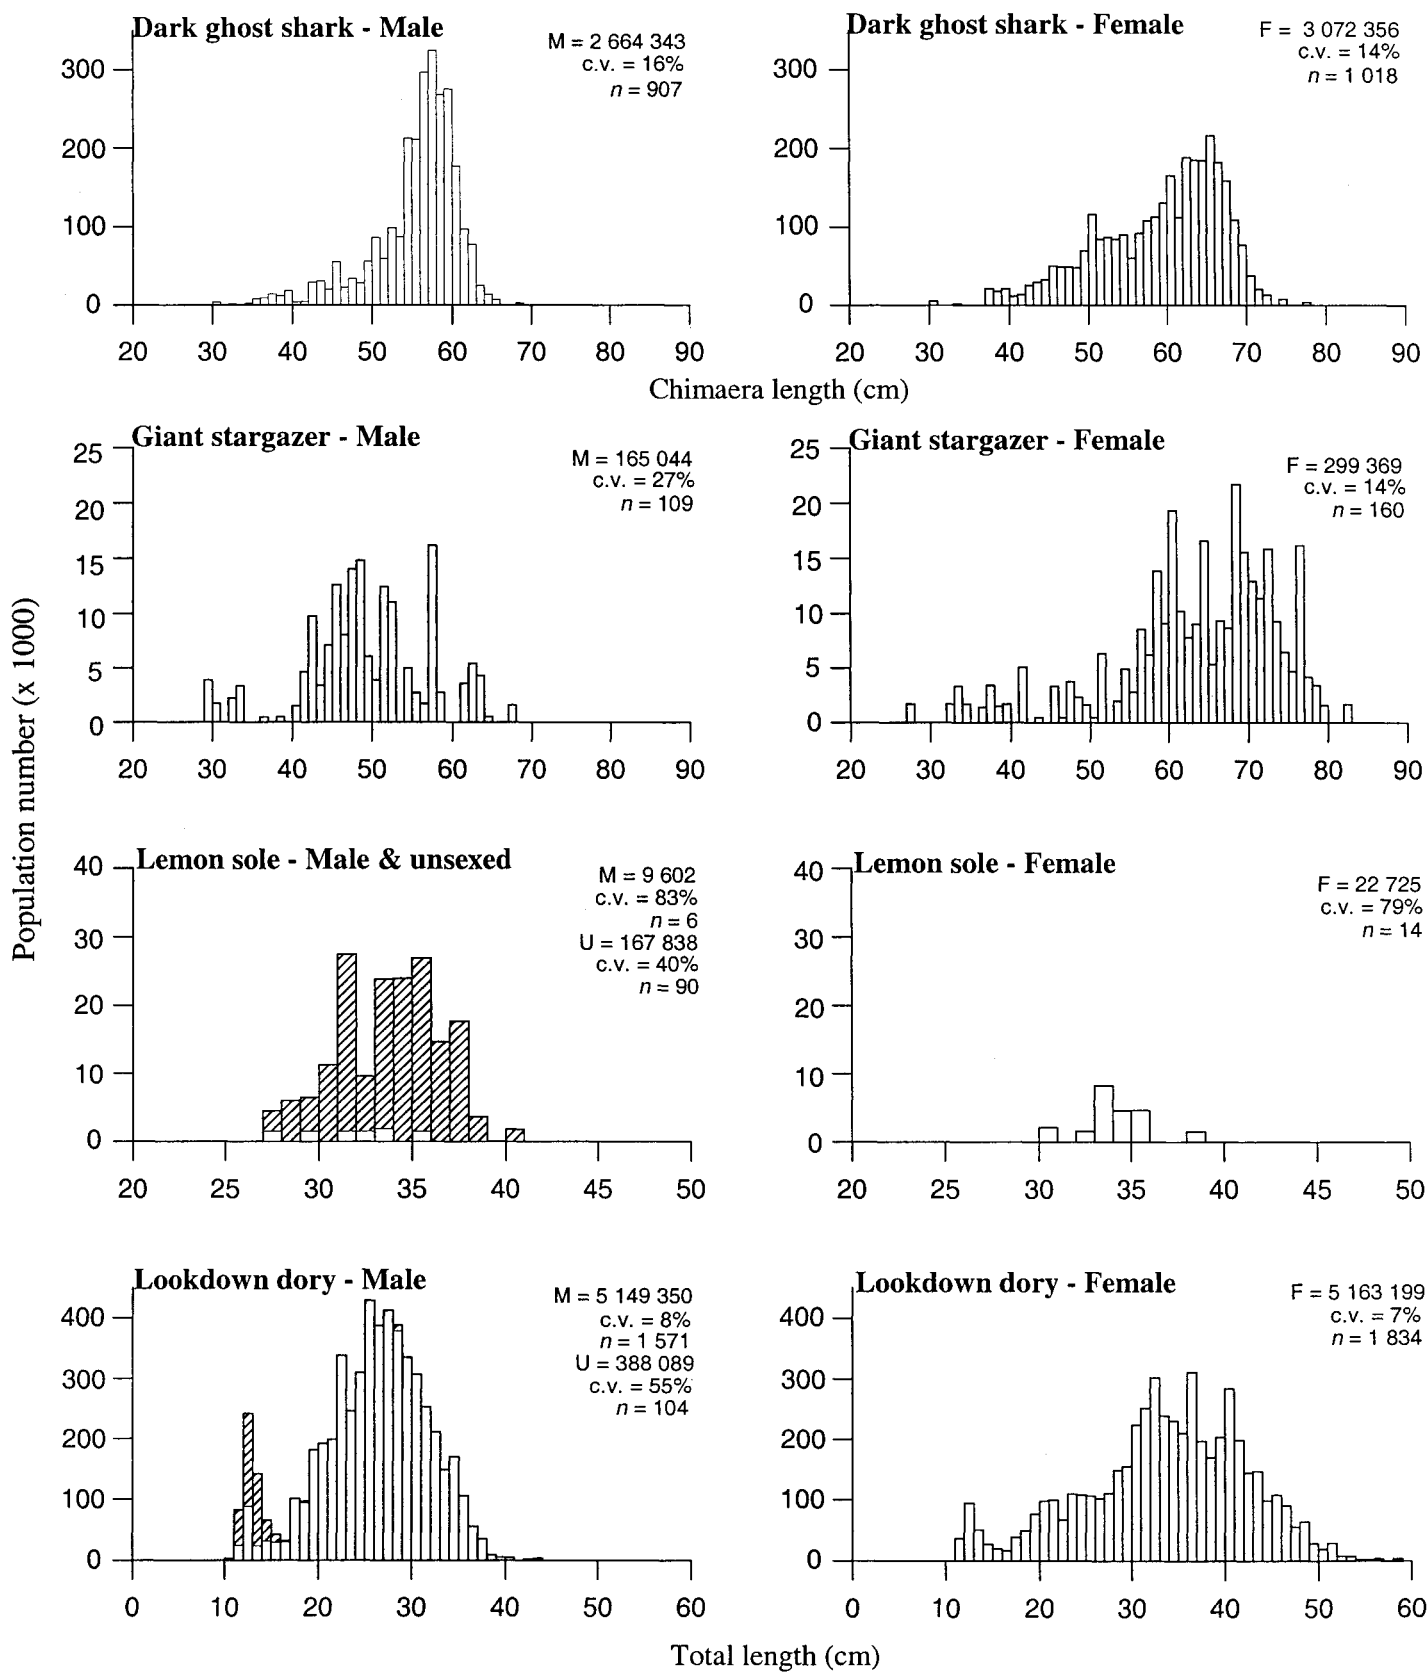 Dark ghost shark - Male
M = 2 664 343
c.v. = 16%
n = 907
300
200
100
0
20 30 40 50 60 70 80 90
Dark ghost shark - Female
F = 3 072 356
c.v. = 14%
n = 1 018
300
200
100
0
20 30 40 50 60 70 80 90
Chimaera length (cm)
Giant stargazer - Male
M = 165 044
c.v. = 27%
n = 109
25
20
15
10
5
0
20 30 40 50 60 70 80 90
Giant stargazer - Female
F = 299 369
c.v. = 14%
n = 160
25
20
15
10
5
0
20 30 40 50 60 70 80 90
Population number (x 1000)
Lemon sole - Male & unsexed
M = 9 602
c.v. = 83%
n = 6
U = 167 838
c.v. = 40%
n = 90
40
30
20
10
0
20 25 30 35 40 45 50
Lemon sole - Female
F = 22 725
c.v. = 79%
n = 14
40
30
20
10
0
20 25 30 35 40 45 50
Lookdown dory - Male
M = 5 149 350
c.v. = 8%
n = 1 571
U = 388 089
c.v. = 55%
n = 104
400
300
200
100
0
0 10 20 30 40 50 60
Lookdown dory - Female
F = 5 163 199
c.v. = 7%
n = 1 834
400
300
200
100
0
0 10 20 30 40 50 60
Total length (cm)